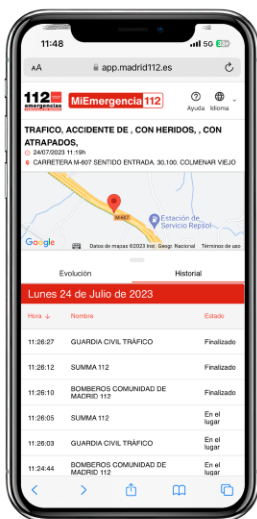 11:48
5G
AA
app.madrid112.es
112
emergencias
MiEmergencia 112
Ayuda Idioma
TRAFICO, ACCIDENTE DE , CON HERIDOS, , CON
ATRAPADOS,
24/07/2023 11:19h
CARRETERA M-607 SENTIDO ENTRADA. 30,100. COLMENAR VIEJO
M-607
Estación de
Servicio Repsol
Google
Datos de mapas ©2023 Inst. Geogr. Nacional
Términos de uso
Evolución
Historial
Lunes 24 de Julio de 2023
Hora ↓ Nombre Estado
11:26:27 GUARDIA CIVIL TRÁFICO Finalizado
11:26:12 SUMMA 112 Finalizado
11:26:10 BOMBEROS COMUNIDAD DE
MADRID 112 Finalizado
11:26:05 SUMMA 112 En el
lugar
11:26:03 GUARDIA CIVIL TRÁFICO En el
lugar
11:24:44 BOMBEROS COMUNIDAD DE
MADRID 112 En el
lugar